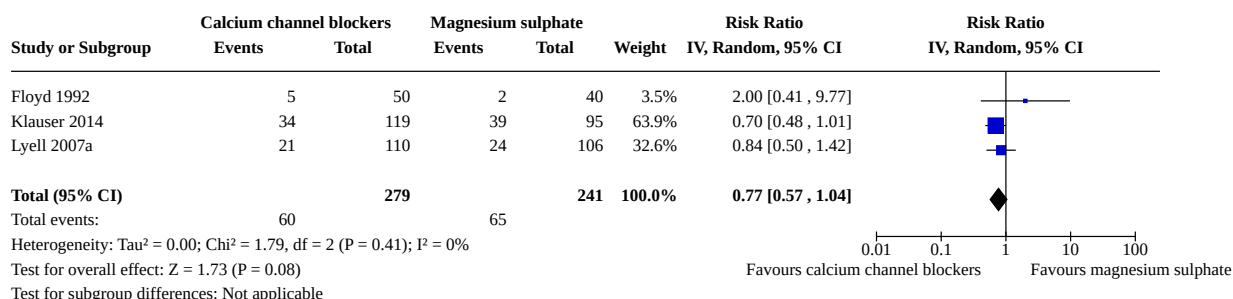 Calcium channel blockers Magnesium sulphate Risk Ratio Risk Ratio
Study or Subgroup Events Total Events Total Weight IV, Random, 95% CI IV, Random, 95% CI
Floyd 1992 5 50 2 40 3.5% 2.00 [0.41 , 9.77]
Klauser 2014 34 119 39 95 63.9% 0.70 [0.48 , 1.01]
Lyell 2007a 21 110 24 106 32.6% 0.84 [0.50 , 1.42]
Total (95% CI) 279 241 100.0% 0.77 [0.57 , 1.04]
Total events: 60 65
Heterogeneity: Tau² = 0.00; Chi² = 1.79, df = 2 (P = 0.41); I² = 0%
0.01 0.1 1 10 100
Test for overall effect: Z = 1.73 (P = 0.08) Favours calcium channel blockers Favours magnesium sulphate
Test for subgroup differences: Not applicable